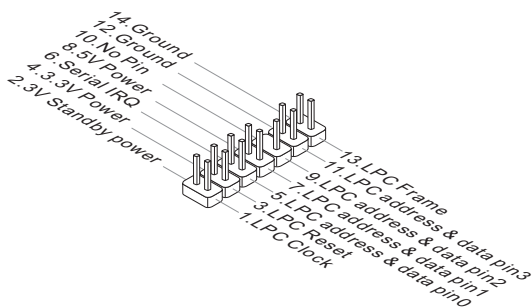 14.Ground
12.Ground
10.No Pin
8.5V Power
6.Serial IRQ
4.3.3V Power
2.3V Standby power
13.LPC Frame
11.LPC address & data pin3
9.LPC address & data pin2
7.LPC address & data pin1
5.LPC address & data pin0
3.LPC Reset
1.LPC Clock